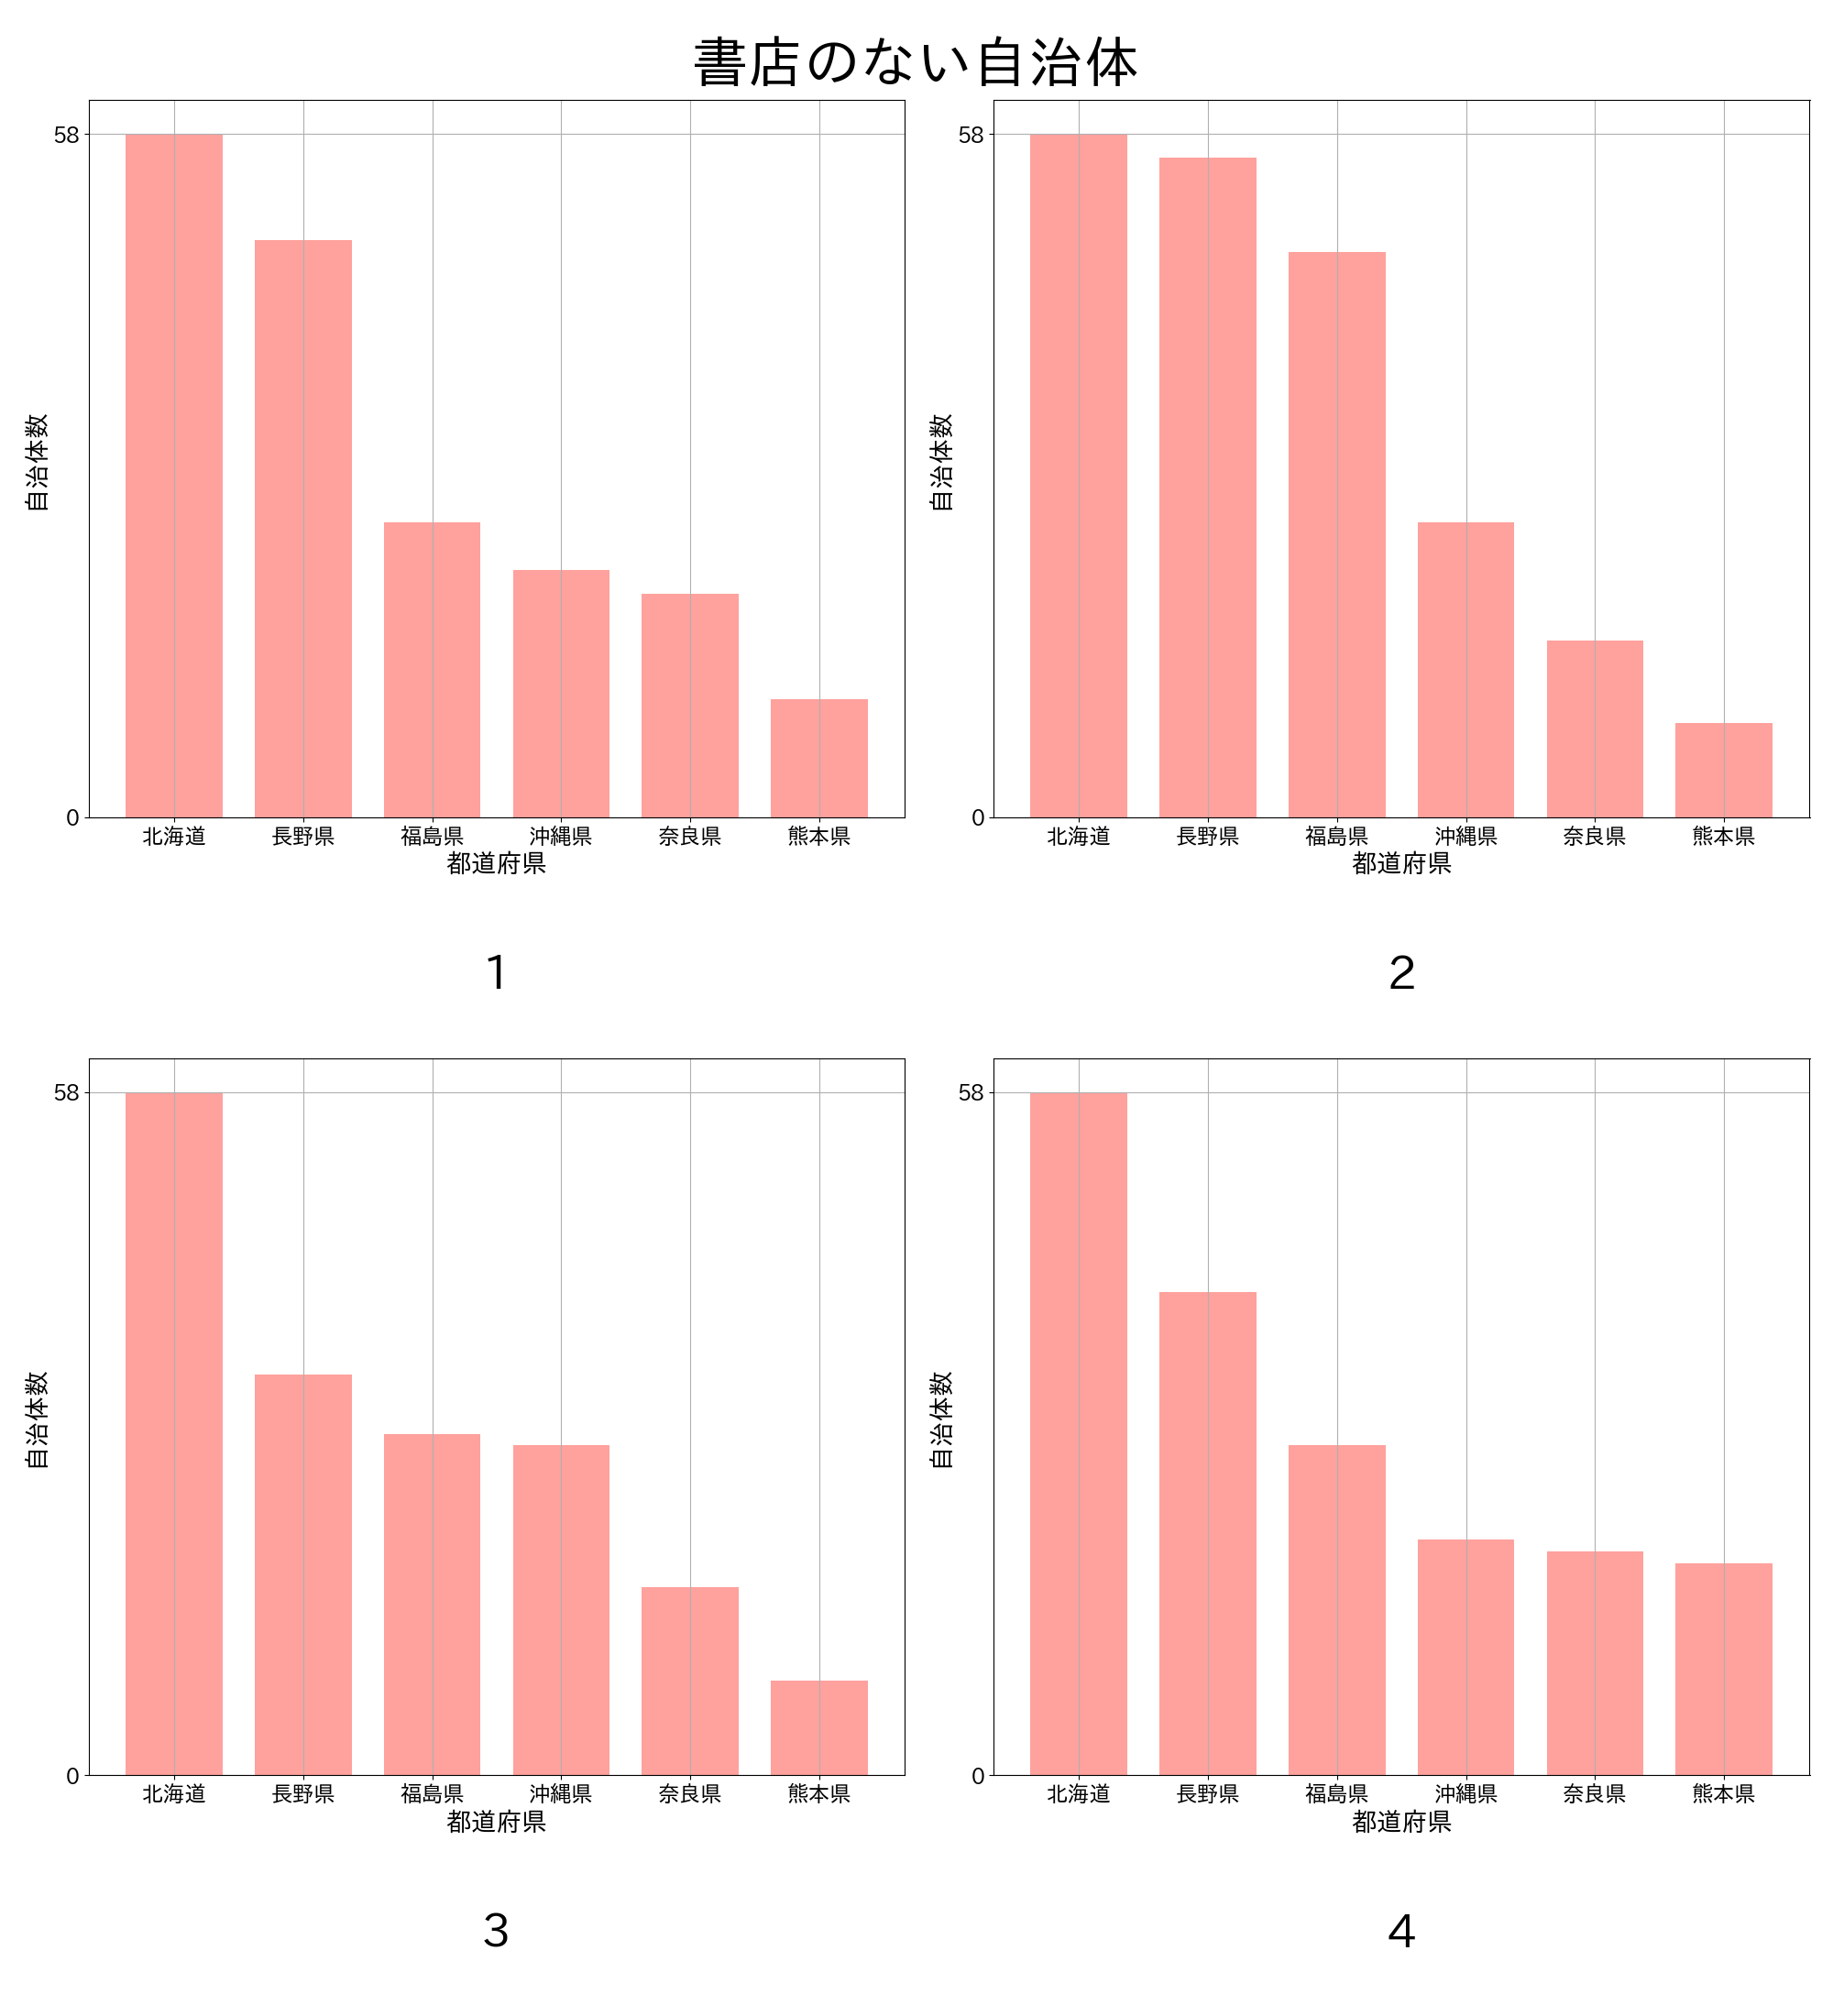 書店のない自治体
58
0
自治体数
北海道 長野県 福島県 沖縄県 奈良県 熊本県
都道府県
1
58
0
自治体数
北海道 長野県 福島県 沖縄県 奈良県 熊本県
都道府県
2
58
0
自治体数
北海道 長野県 福島県 沖縄県 奈良県 熊本県
都道府県
3
58
0
自治体数
北海道 長野県 福島県 沖縄県 奈良県 熊本県
都道府県
4